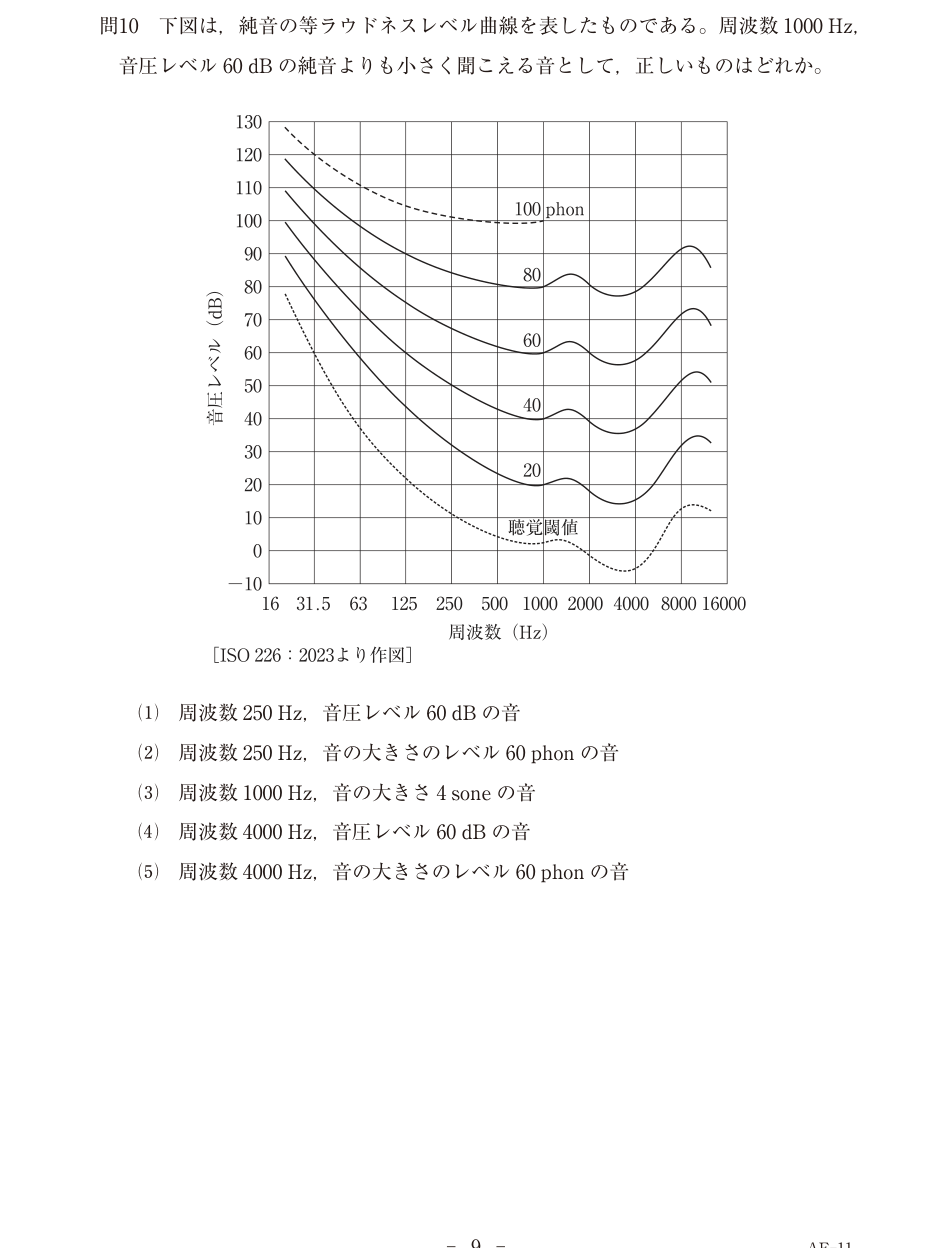 問10　下図は，純音の等ラウドネスレベル曲線を表したものである。周波数 1000 Hz，
音圧レベル 60 dB の純音よりも小さく聞こえる音として，正しいものはどれか。
130
120
110
100
90
80
70
60
50
40
30
20
10
0
－10
音圧レベル（dB）
100 phon
80
60
40
20
聴覚閾値
16 31.5 63 125 250 500 1000 2000 4000 8000 16000
周波数（Hz）
［ISO 226：2023より作図］
⑴　周波数 250 Hz，音圧レベル 60 dB の音
⑵　周波数 250 Hz，音の大きさのレベル 60 phon の音
⑶　周波数 1000 Hz，音の大きさ 4 sone の音
⑷　周波数 4000 Hz，音圧レベル 60 dB の音
⑸　周波数 4000 Hz，音の大きさのレベル 60 phon の音
－ 9 －